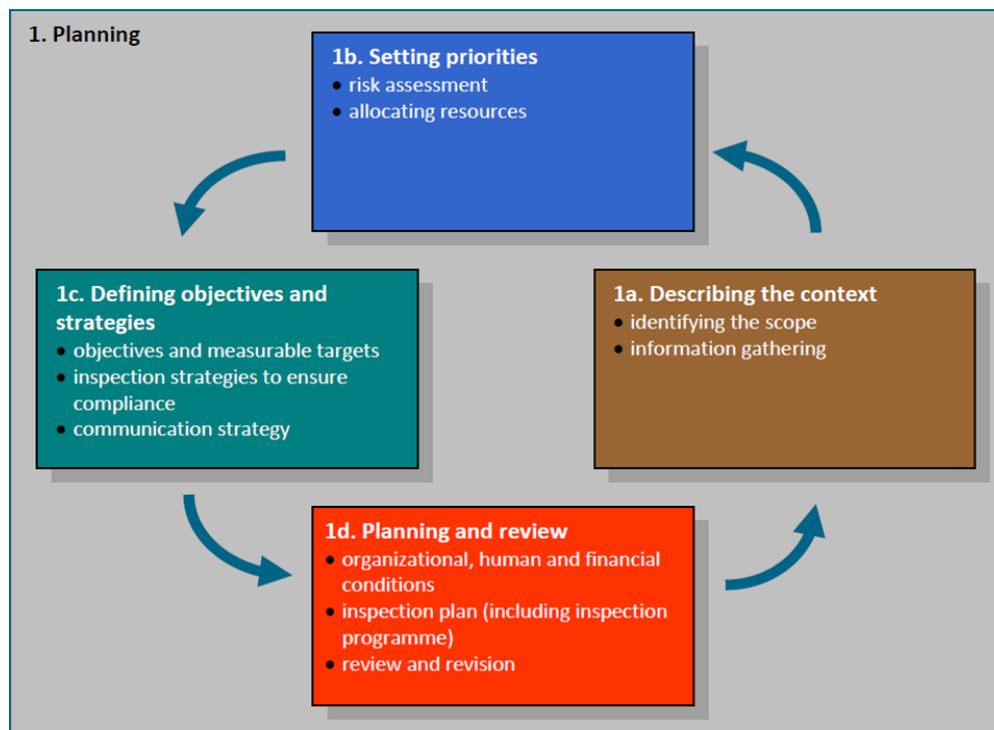 1. Planning
1b. Setting priorities
• risk assessment
• allocating resources
1c. Defining objectives and
strategies
• objectives and measurable targets
• inspection strategies to ensure
compliance
• communication strategy
1a. Describing the context
• identifying the scope
• information gathering
1d. Planning and review
• organizational, human and financial
conditions
• inspection plan (including inspection
programme)
• review and revision